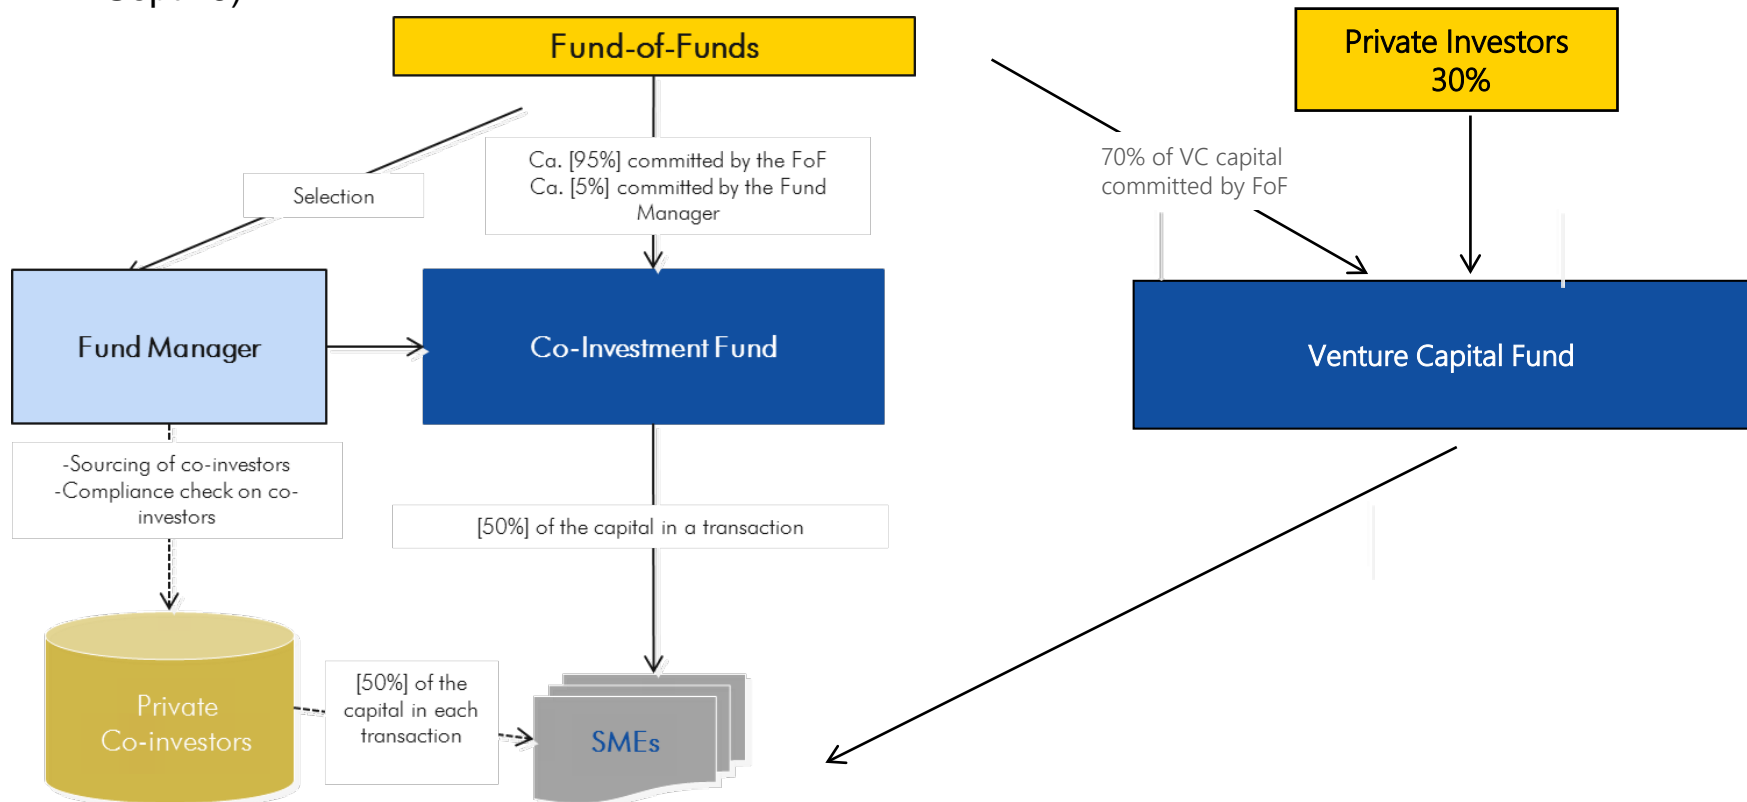 Fund-of-Funds
Private Investors
30%
Ca. [95%] committed by the FoF
Ca. [5%] committed by the Fund
Manager
Selection
70% of VC capital
committed by FoF
Fund Manager
Co-Investment Fund
Venture Capital Fund
-Sourcing of co-investors
-Compliance check on co-
investors
[50%] of the capital in a transaction
Private
Co-investors
[50%] of the
capital in each
transaction
SMEs